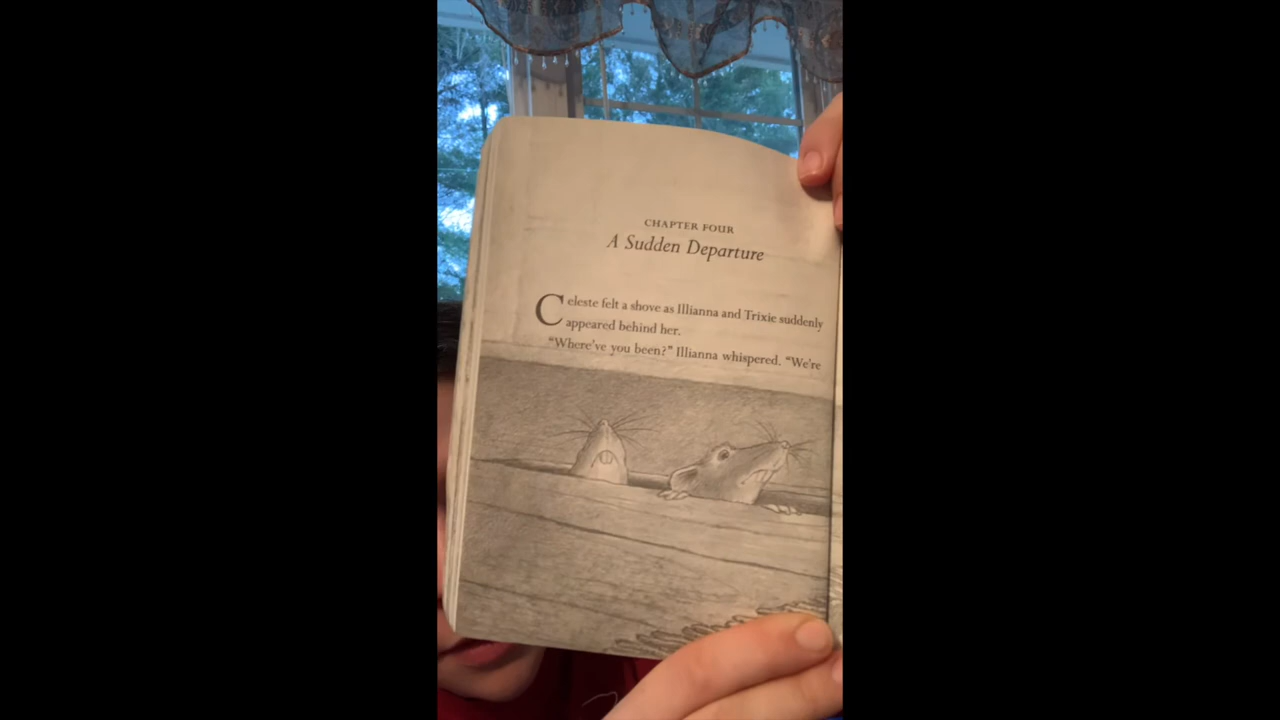 CHAPTER FOUR
A Sudden Departure
Celeste felt a shove as Illianna and Trixie suddenly
appeared behind her.
“Where’ve you been?” Illianna whispered. “We’re